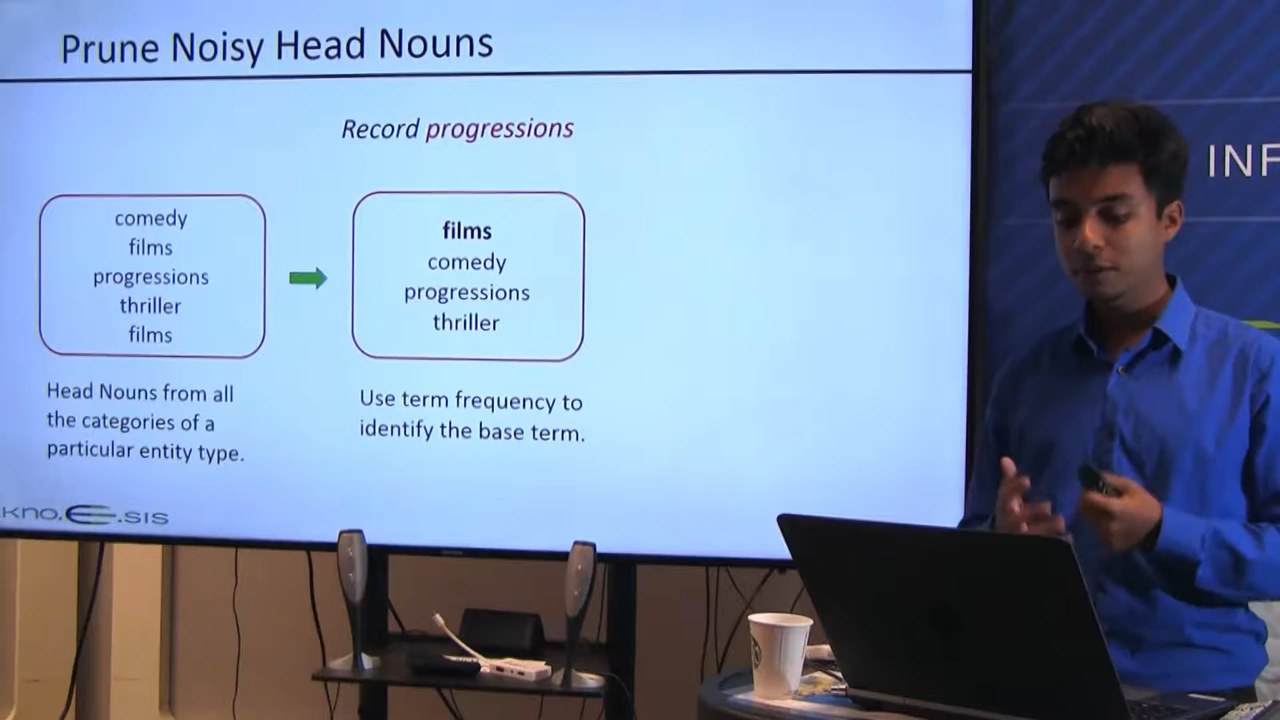 Prune Noisy Head Nouns
Record progressions
comedy
films
progressions
thriller
films
films
comedy
progressions
thriller
Head Nouns from all
the categories of a
particular entity type.
Use term frequency to
identify the base term.
kno.e.sis
INF